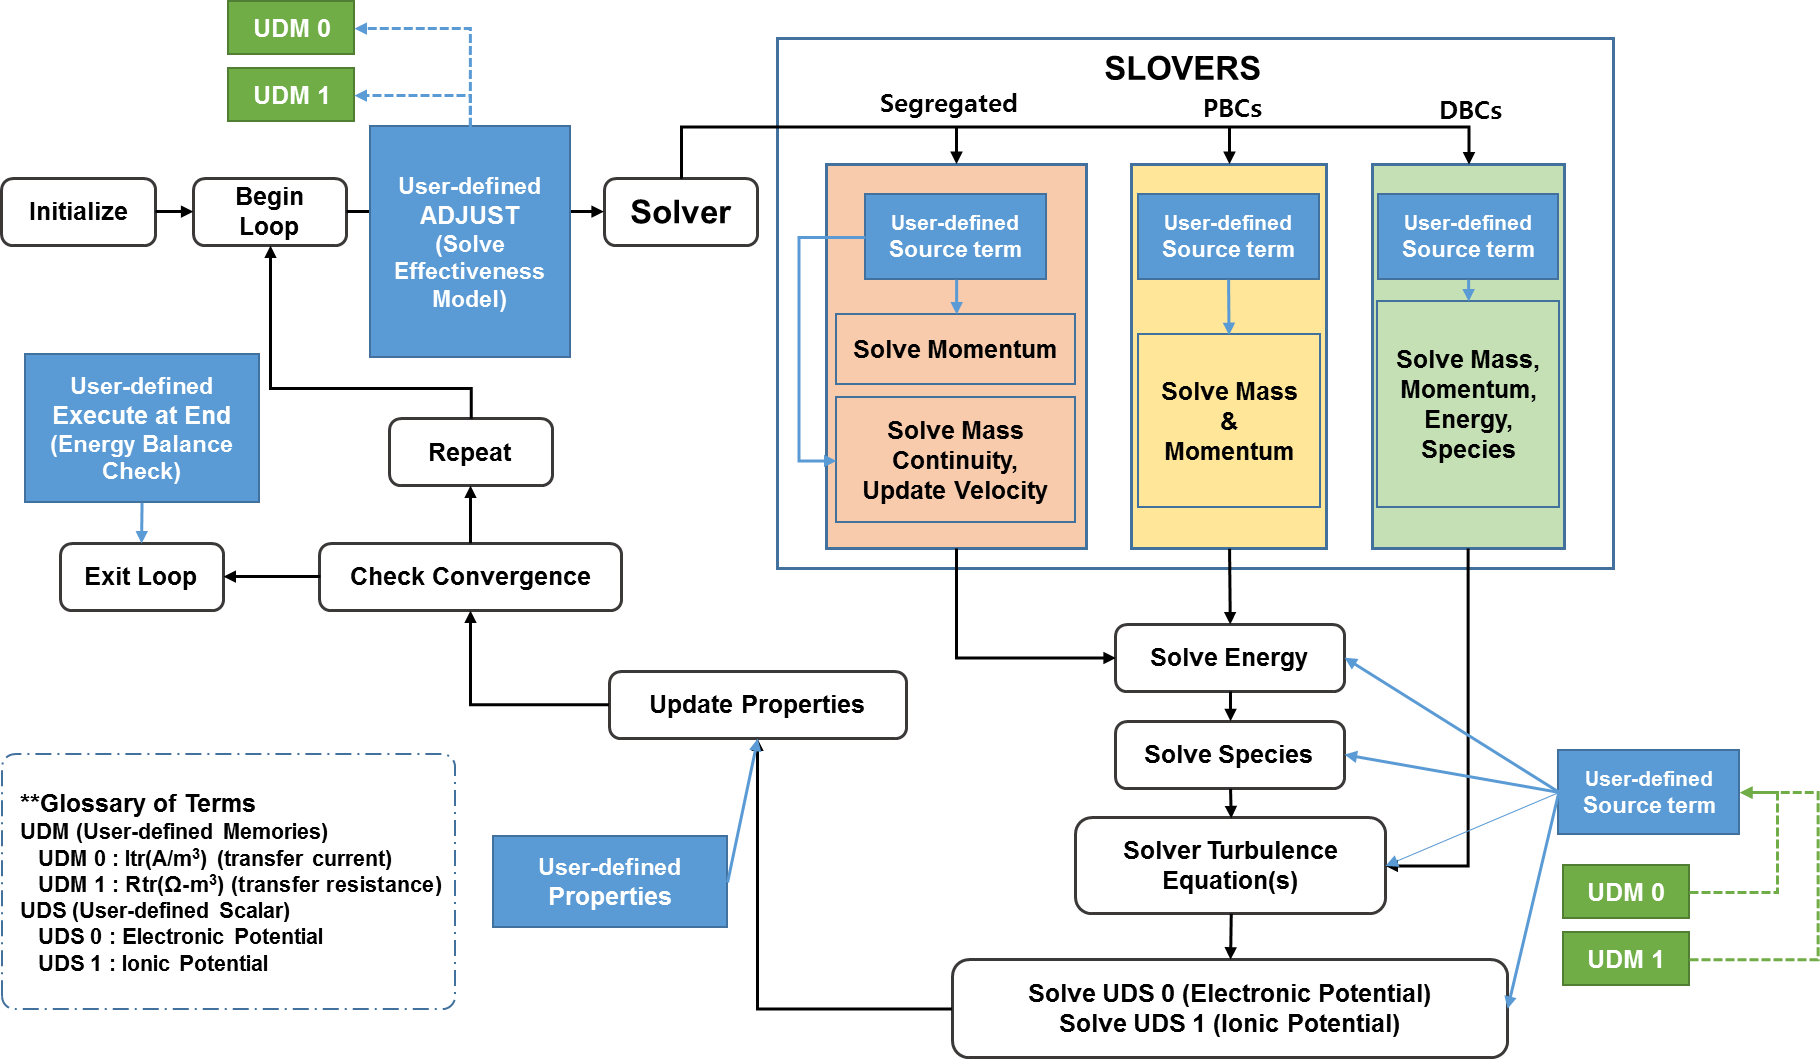 UDM 0
UDM 1
Initialize
Begin
Loop
User-defined
ADJUST
(Solve
Effectiveness
Model)
Solver
SLOVERS
Segregated
PBCs
DBCs
User-defined
Source term
Solve Momentum
Solve Mass
Continuity,
Update Velocity
User-defined
Source term
Solve Mass
&
Momentum
User-defined
Source term
Solve Mass,
Momentum,
Energy,
Species
User-defined
Execute at End
(Energy Balance
Check)
Repeat
Exit Loop
Check Convergence
Update Properties
Solve Energy
Solve Species
Solver Turbulence
Equation(s)
Solve UDS 0 (Electronic Potential)
Solve UDS 1 (Ionic Potential)
User-defined
Source term
UDM 0
UDM 1
User-defined
Properties
**Glossary of Terms
UDM (User-defined Memories)
UDM 0 : Itr(A/m³) (transfer current)
UDM 1 : Rtr(Ω-m³) (transfer resistance)
UDS (User-defined Scalar)
UDS 0 : Electronic Potential
UDS 1 : Ionic Potential